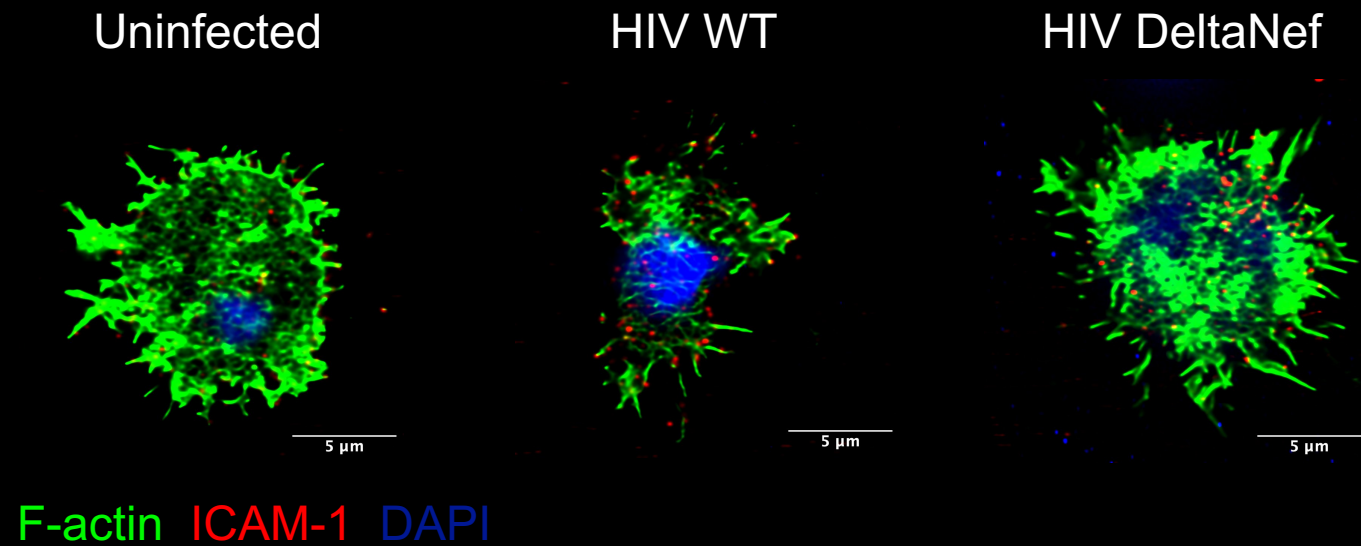 Uninfected HIV WT HIV DeltaNef
5 μm 5 μm 5 μm
F-actin ICAM-1 DAPI